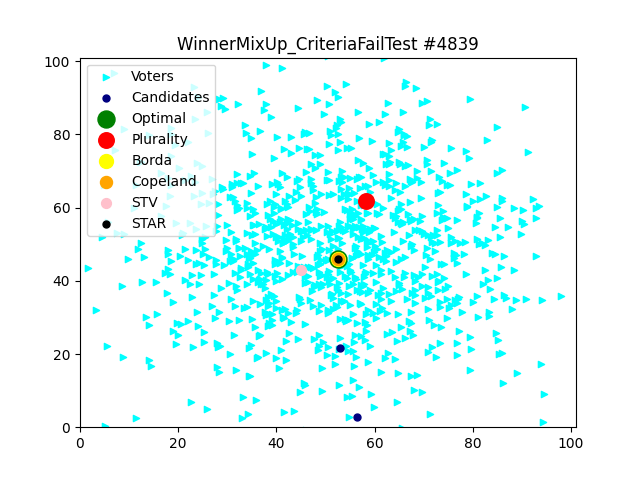 WinnerMixUp_CriteriaFailTest #4839
100
80
60
40
20
0
Voters
Candidates
Optimal
Plurality
Borda
Copeland
STV
STAR
0 20 40 60 80 100